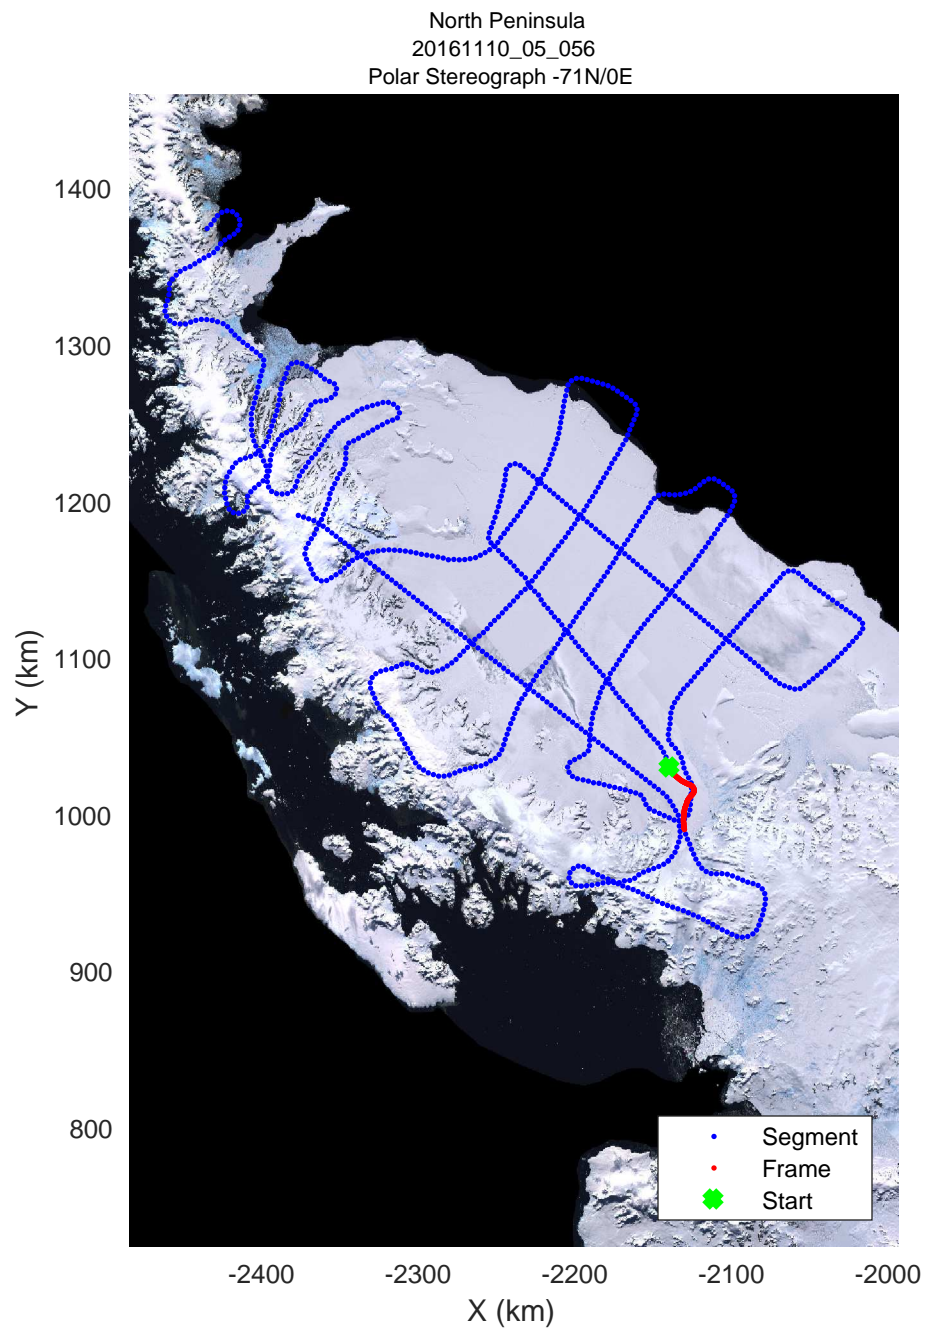 North Peninsula
20161110_05_056
Polar Stereograph -71N/0E
1400
1300
1200
1100
1000
900
800
Y (km)
-2400
-2300
-2200
-2100
-2000
X (km)
Segment
Frame
Start